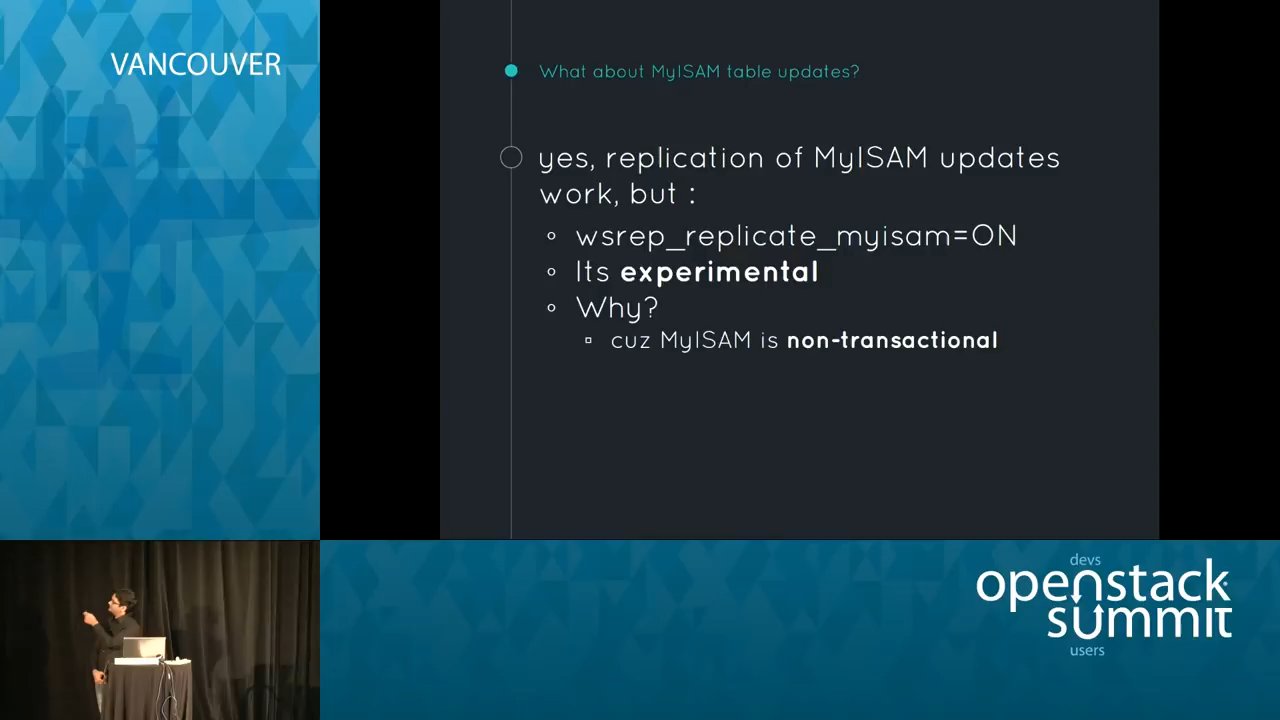 VANCOUVER
What about MyISAM table updates?
yes, replication of MyISAM updates
work, but :
wsrep_replicate_myisam=ON
Its experimental
Why?
cuz MyISAM is non-transactional
devs
openstack
summit
users